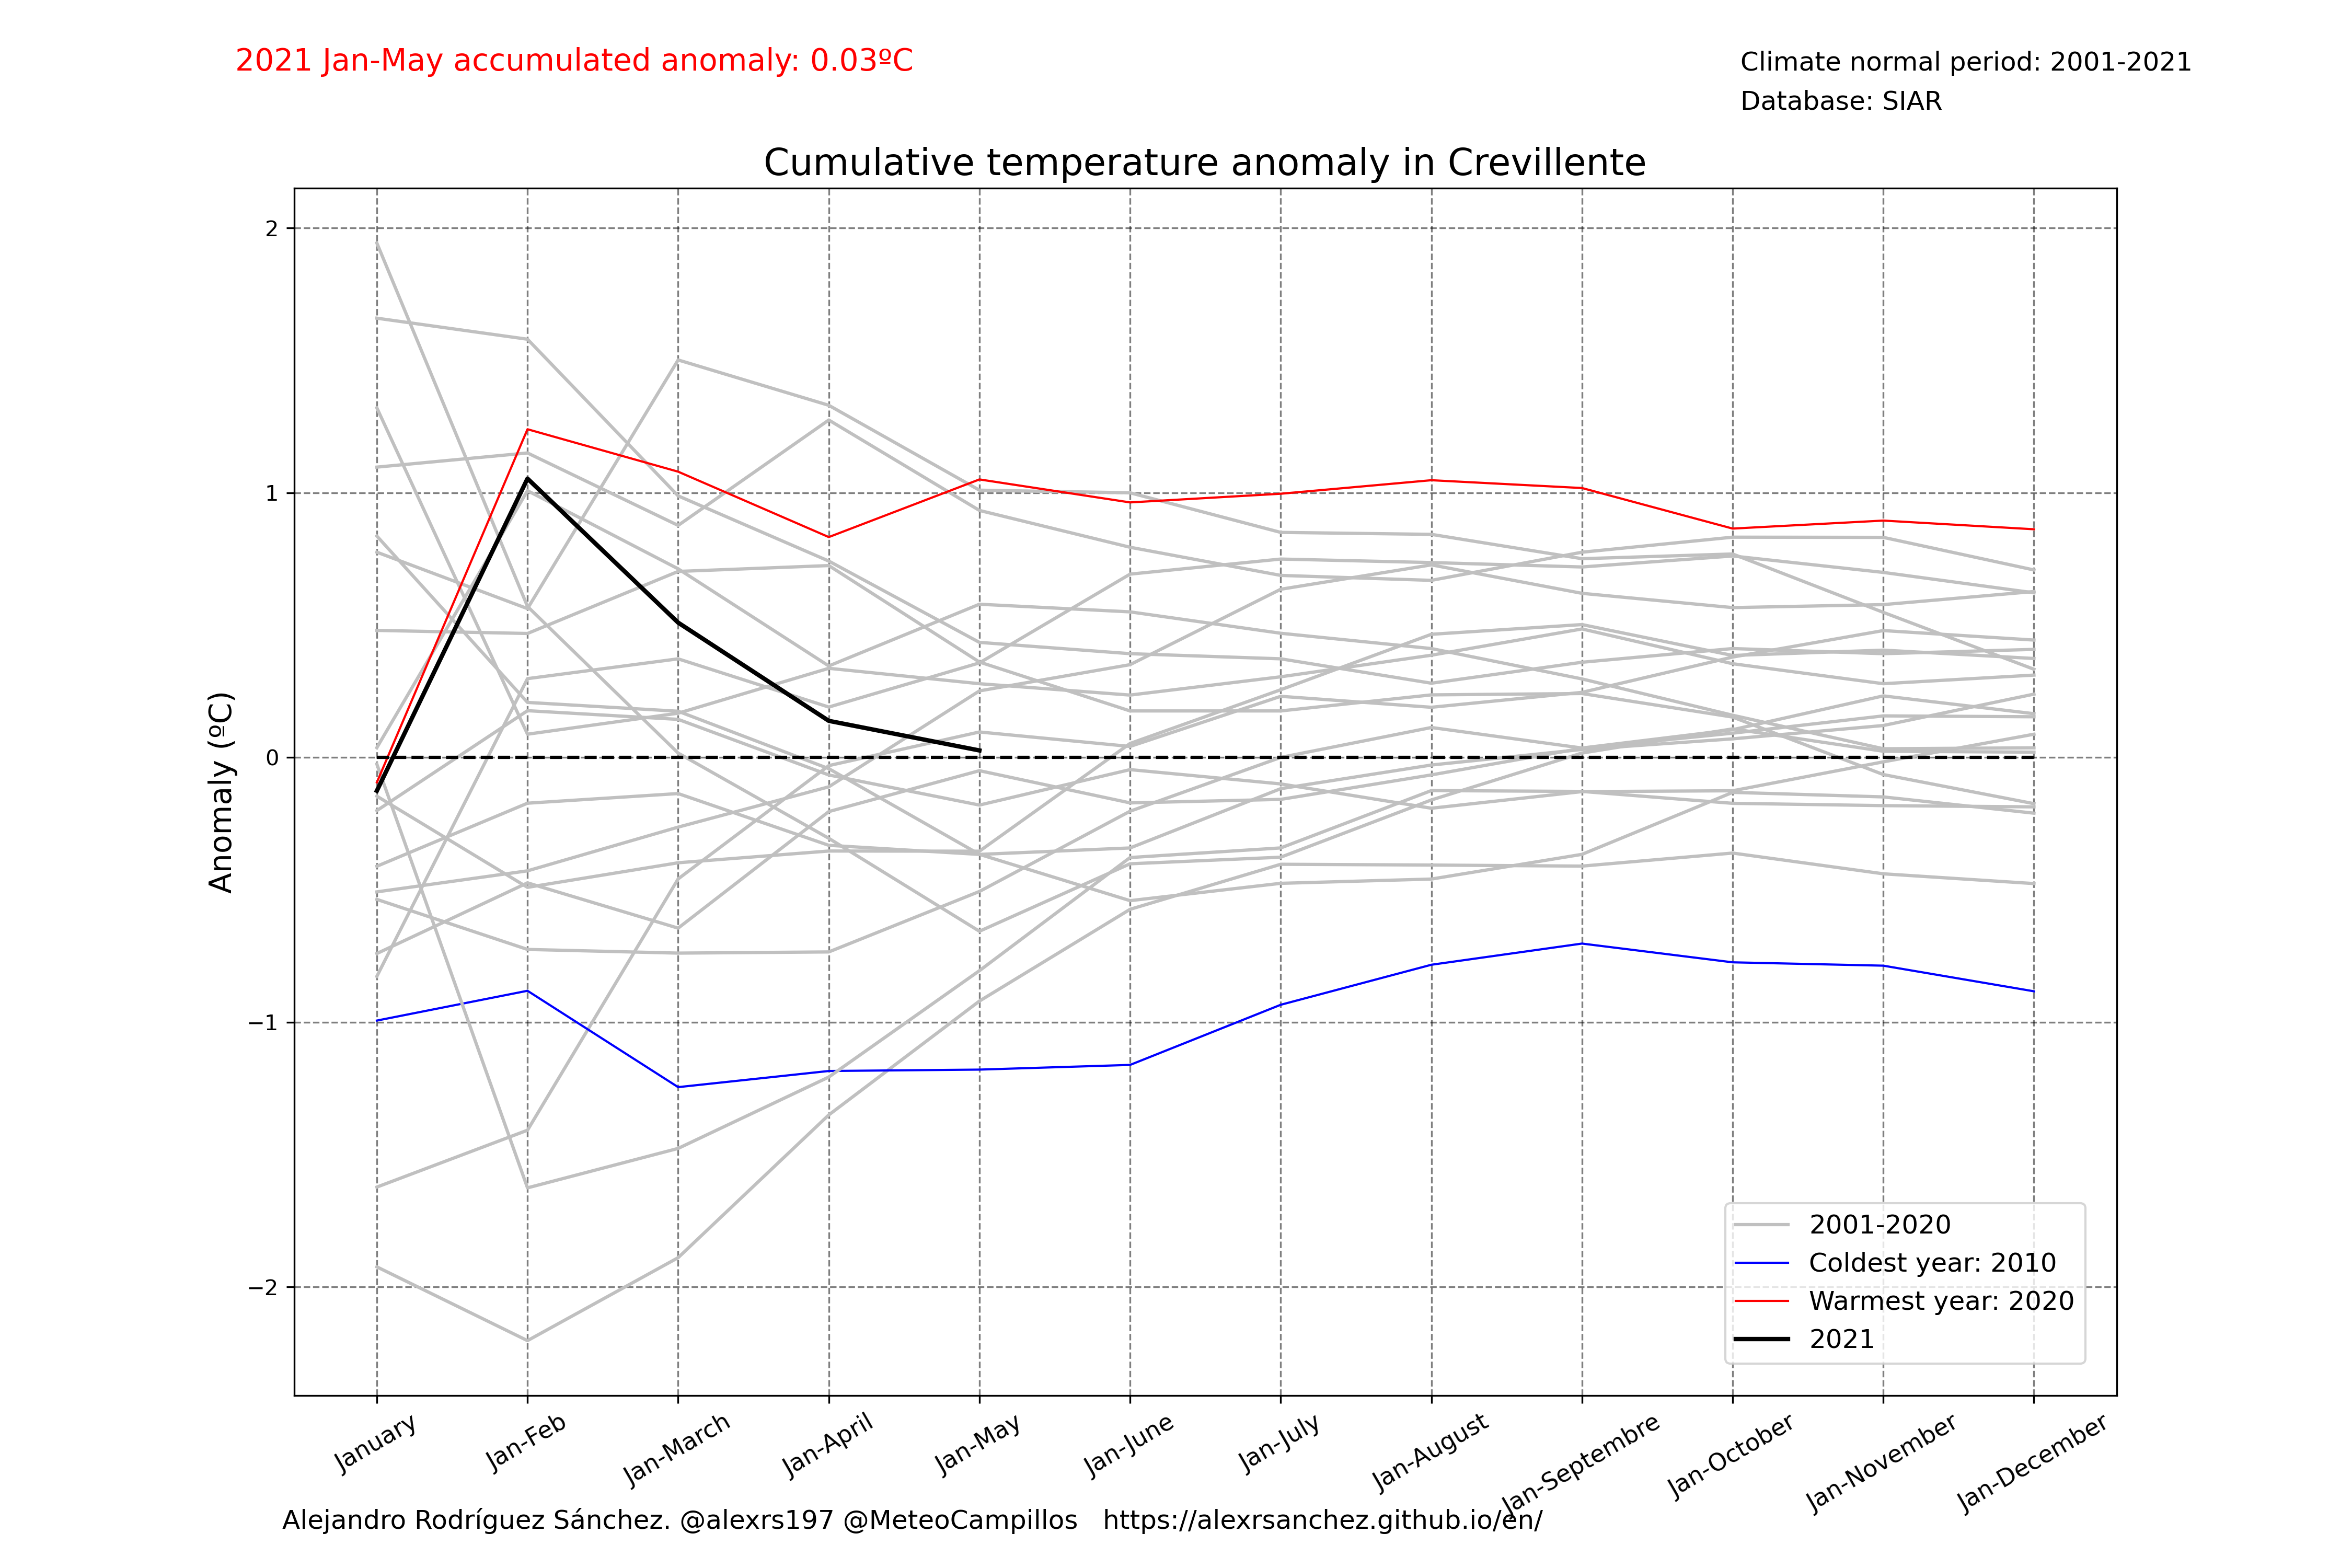 2021 Jan-May accumulated anomaly: 0.03ºC
Climate normal period: 2001-2021
Database: SIAR
Cumulative temperature anomaly in Crevillente
Anomaly (ºC)
2
1
0
−1
−2
2001-2020
Coldest year: 2010
Warmest year: 2020
2021
January
Jan-Feb
Jan-March
Jan-April
Jan-May
Jan-June
Jan-July
Jan-August
Jan-Septembre
Jan-October
Jan-November
Jan-December
Alejandro Rodríguez Sánchez. @alexrs197 @MeteoCampillos   https://alexrsanchez.github.io/en/